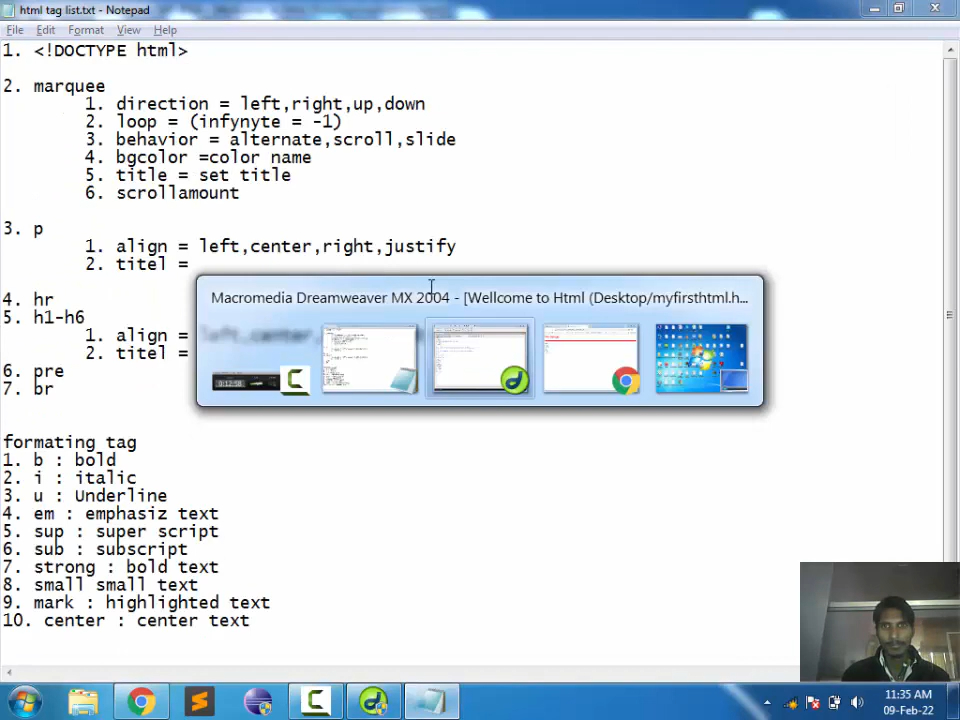 html tag list.txt - Notepad
File Edit Format View Help
1. <!DOCTYPE html>
2. marquee
1. direction = left,right,up,down
2. loop = (infynyte = -1)
3. behavior = alternate,scroll,slide
4. bgcolor =color name
5. title = set title
6. scrollamount
3. p
1. align = left,center,right,justify
2. titel =
Macromedia Dreamweaver MX 2004 - [Wellcome to Html (Desktop/myfirsthtml.h...
4. hr
5. h1-h6
1. align = left,center,
2. titel =
6. pre
7. br
0:12:58
formating tag
1. b : bold
2. i : italic
3. u : Underline
4. em : emphasiz text
5. sup : super script
6. sub : subscript
7. strong : bold text
8. small small text
9. mark : highlighted text
10. center : center text
11:35 AM
09-Feb-22